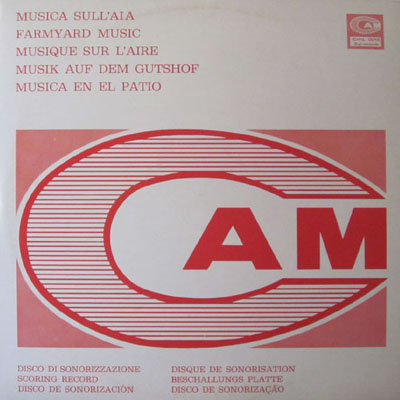 MUSICA SULL'AIA
FARMYARD MUSIC
MUSIQUE SUR L'AIRE
MUSIK AUF DEM GUTSHOF
MUSICA EN EL PATIO
CAM
CAM
DISCO DI SONORIZZAZIONE
SCORING RECORD
DISCO DE SONORIZACIÓN
DISQUE DE SONORISATION
BESCHALLUNGS PLATTE
DISCO DE SONORIZAÇÃO